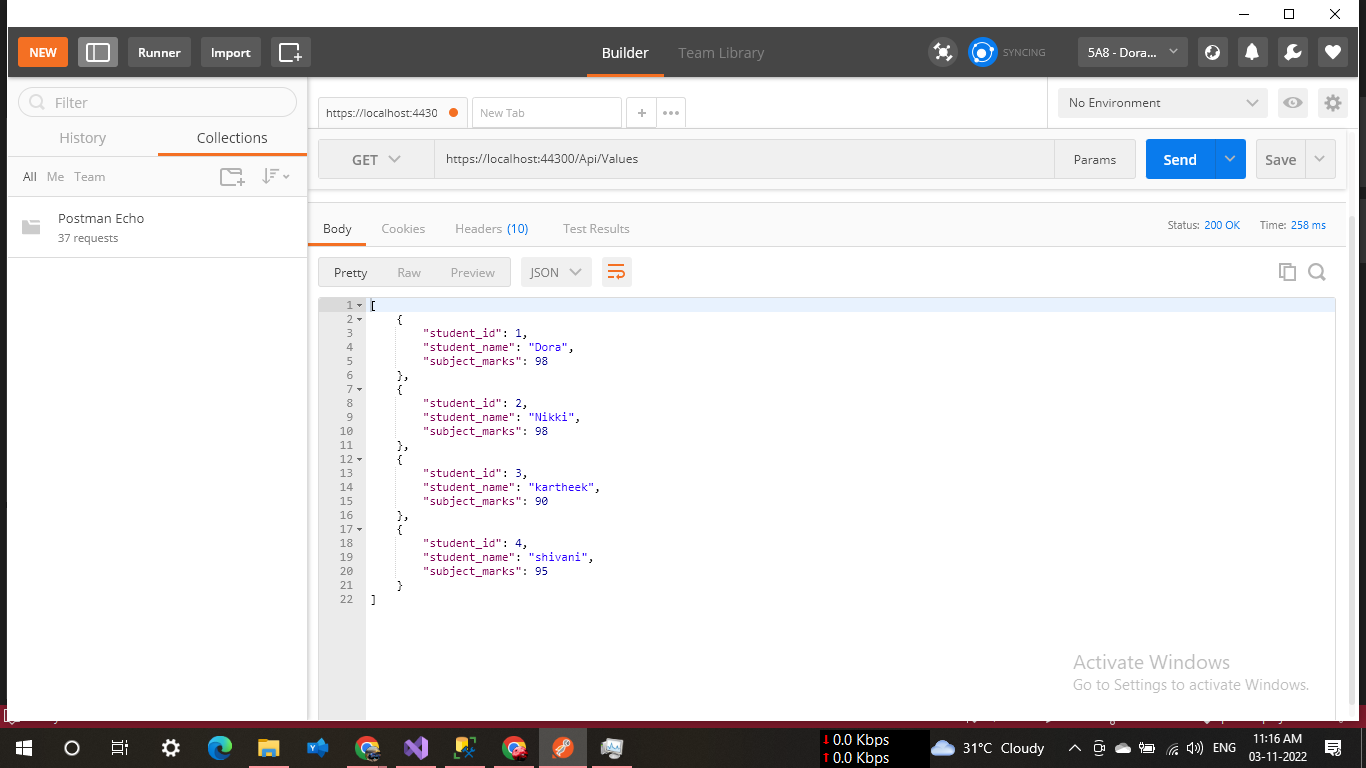 NEW
Runner
Import
Builder
Team Library
SYNCING
5A8 - Dora...
Filter
History
Collections
All Me Team
Postman Echo
37 requests
https://localhost:4430
New Tab
No Environment
GET
https://localhost:44300/Api/Values
Params
Send
Save
Body
Cookies
Headers (10)
Test Results
Status: 200 OK
Time: 258 ms
Pretty
Raw
Preview
JSON
1 [
2 {
3 "student_id": 1,
4 "student_name": "Dora",
5 "subject_marks": 98
6 },
7 {
8 "student_id": 2,
9 "student_name": "Nikki",
10 "subject_marks": 98
11 },
12 {
13 "student_id": 3,
14 "student_name": "kartheek",
15 "subject_marks": 90
16 },
17 {
18 "student_id": 4,
19 "student_name": "shivani",
20 "subject_marks": 95
21 }
22 ]
Activate Windows
Go to Settings to activate Windows.
0.0 Kbps
0.0 Kbps
31°C Cloudy
ENG
11:16 AM
03-11-2022